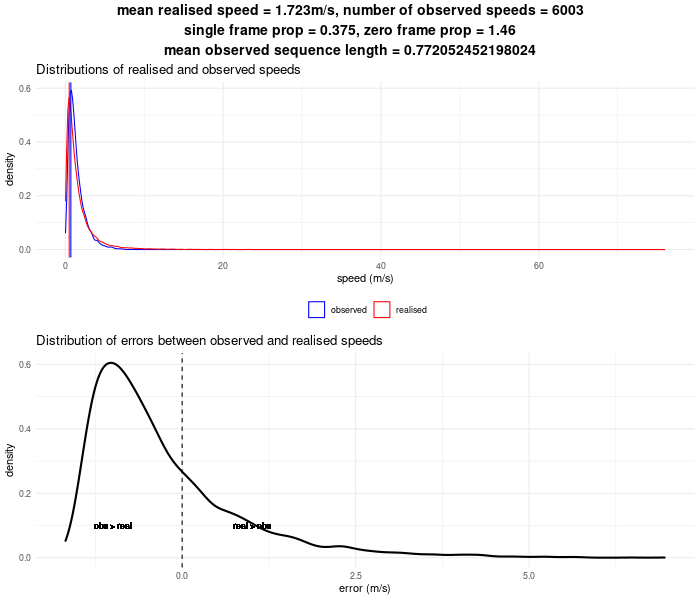 mean realised speed = 1.723m/s, number of observed speeds = 6003
single frame prop = 0.375, zero frame prop = 1.46
mean observed sequence length = 0.772052452198024
Distributions of realised and observed speeds
0.6
0.4
0.2
0.0
density
0 20 40 60
speed (m/s)
observed realised
Distribution of errors between observed and realised speeds
0.6
0.4
0.2
0.0
density
obs > real real > obs
0.0 2.5 5.0
error (m/s)